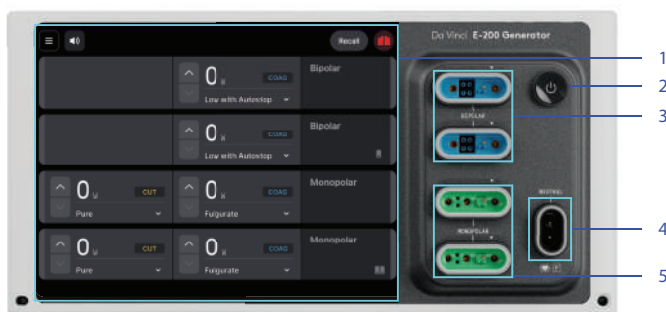 Recall
Da Vinci E-200 Generator
1
Bipolar
0 COAG
Low with Autostop
2
BIPOLAR
3
Bipolar
0 COAG
Low with Autostop
Monopolar
0 CUT
0 COAG
Pure
Fulgurate
NEUTRAL
MONOPOLAR
4
Monopolar
0 CUT
0 COAG
Pure
Fulgurate
5